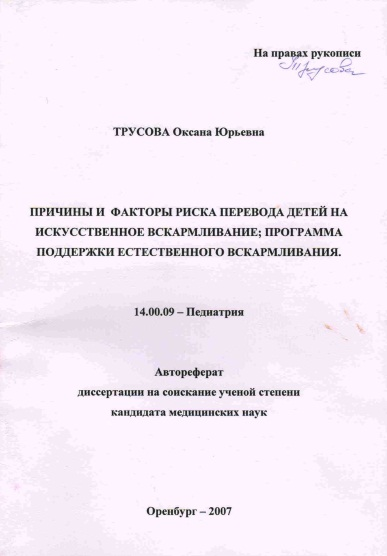 На правах рукописи
Трусова
ТРУСОВА Оксана Юрьевна
ПРИЧИНЫ И ФАКТОРЫ РИСКА ПЕРЕВОДА ДЕТЕЙ НА
ИСКУССТВЕННОЕ ВСКАРМЛИВАНИЕ; ПРОГРАММА
ПОДДЕРЖКИ ЕСТЕСТВЕННОГО ВСКАРМЛИВАНИЯ.
14.00.09 – Педиатрия
Автореферат
диссертации на соискание ученой степени
кандидата медицинских наук
Оренбург – 2007